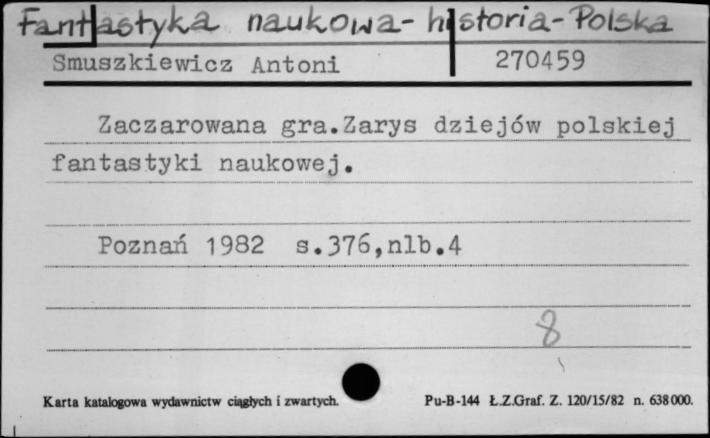 Fantastyka naukowa - historia - Polska
Smuszkiewicz Antoni 270459
Zaczarowana gra.Zarys dziejów polskiej
fantastyki naukowej.
Poznań 1982 s.376,nlb.4
8
Karta katalogowa wydawnictw ciągłych i zwartych. Pu-B-144 Ł.Z.Graf. Z. 120/15/82 n. 638000.